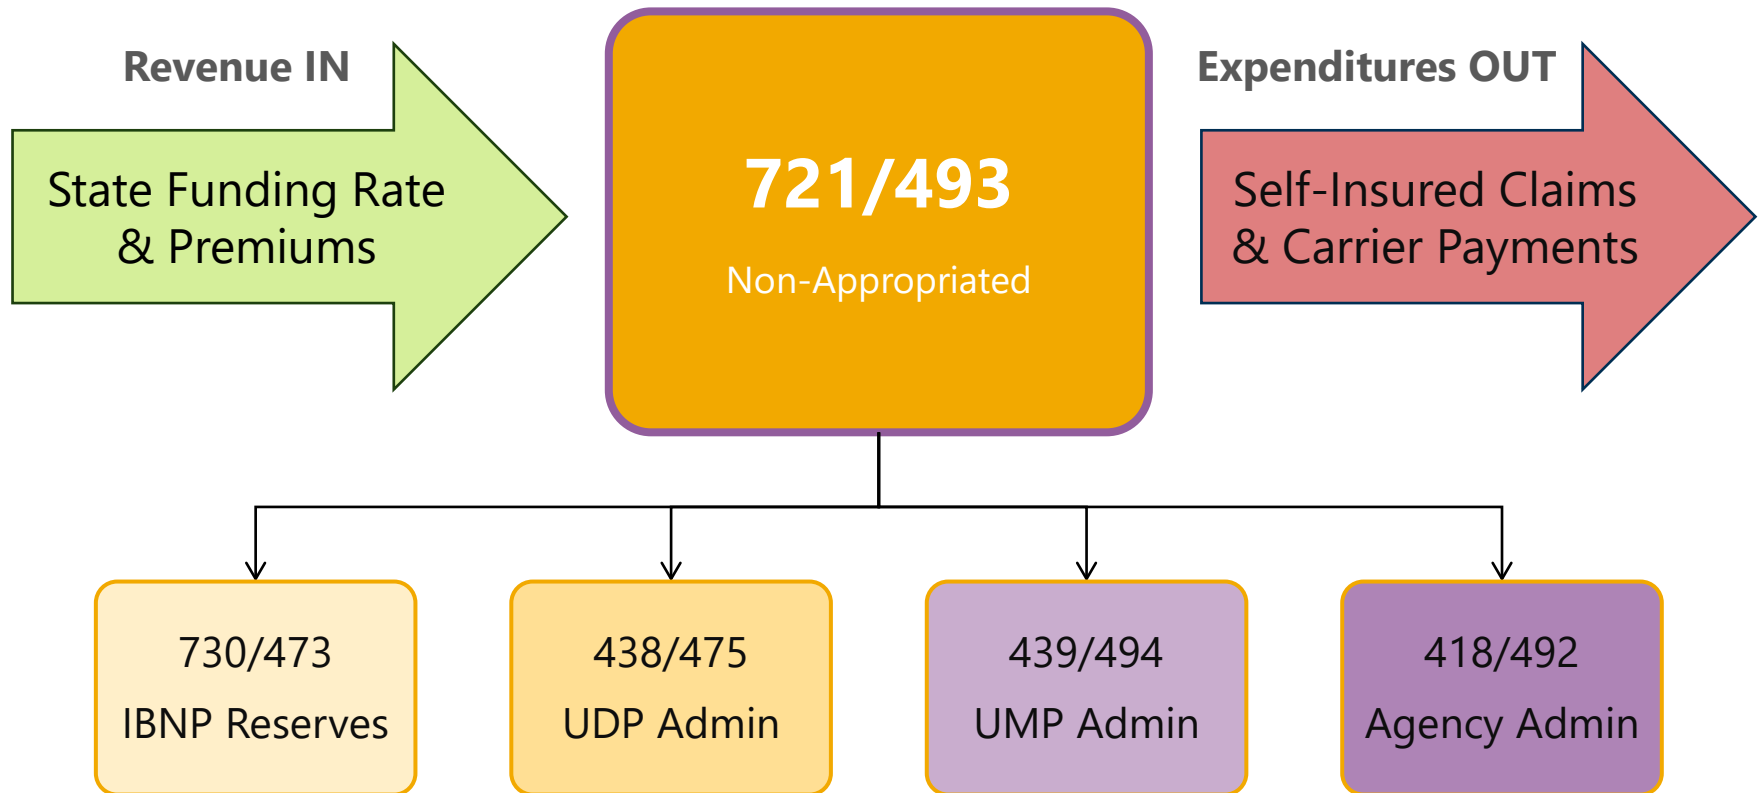 Revenue IN
State Funding Rate
& Premiums
721/493
Non-Appropriated
Expenditures OUT
Self-Insured Claims
& Carrier Payments
730/473
IBNP Reserves
438/475
UDP Admin
439/494
UMP Admin
418/492
Agency Admin